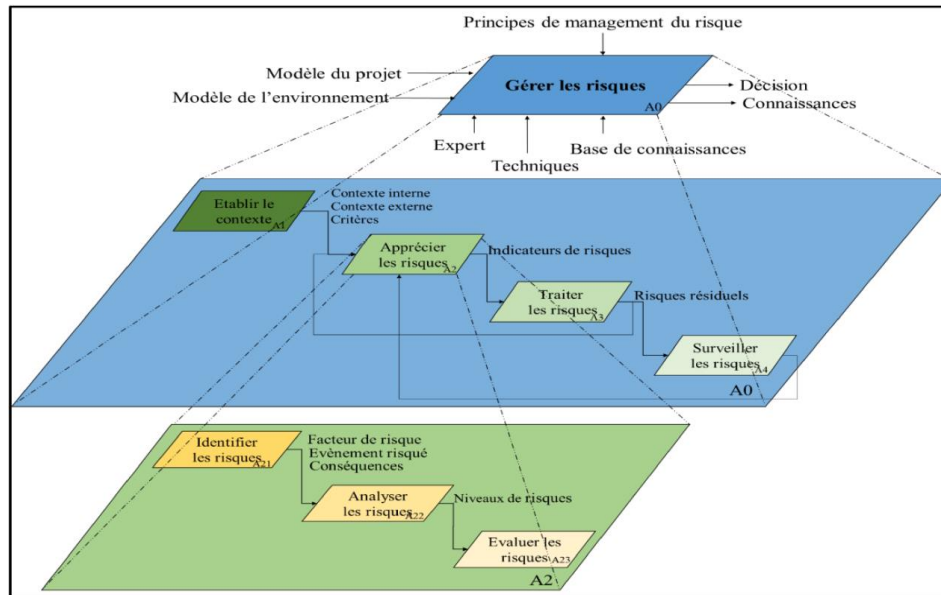 Principes de management du risque
Modèle du projet
Modèle de l'environnement
Gérer les risques
A0
Décision
Connaissances
Expert
Techniques
Base de connaissances
Etablir le
contexte
A1
Contexte interne
Contexte externe
Critères
Apprécier
les risques
A2
Indicateurs de risques
Traiter
les risques
A3
Risques résiduels
Surveiller
les risques
A4
A0
Identifier
les risques
A21
Facteur de risque
Evènement risqué
Conséquences
Analyser
les risques
A22
Niveaux de risques
Evaluer les
risques
A23
A2